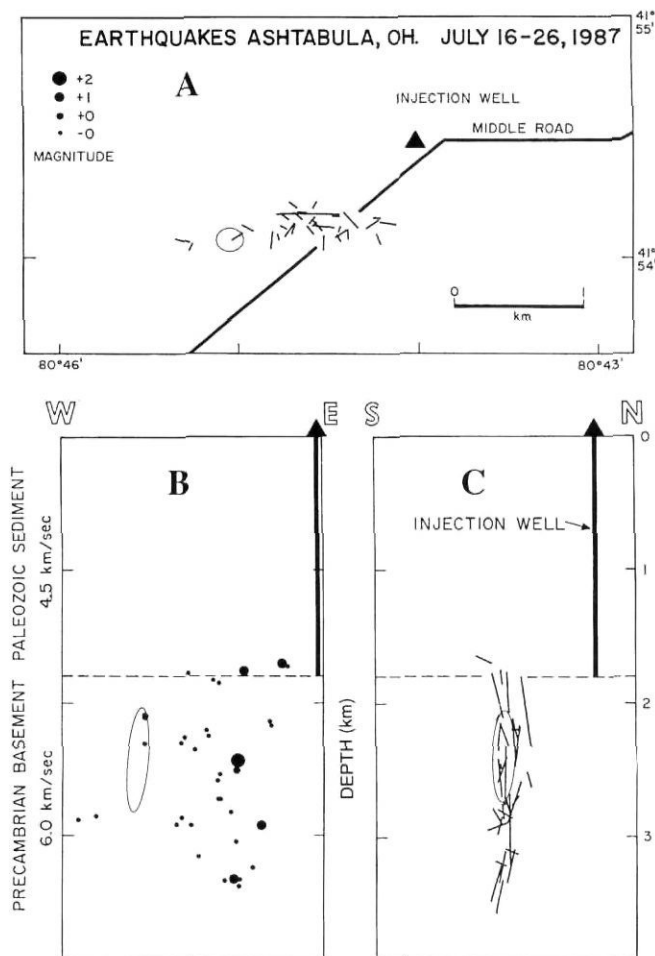 EARTHQUAKES ASHTABULA, OH. JULY 16-26, 1987
41°
55'
A
+2
+1
+0
-0
MAGNITUDE
INJECTION WELL
MIDDLE ROAD
41°
54'
0 1
km
80°46' 80°43'
W E S N
B C
0
1
2
3
INJECTION WELL
DEPTH (km)
PALEOZOIC SEDIMENT
4.5 km/sec
PRECAMBRIAN BASEMENT
6.0 km/sec